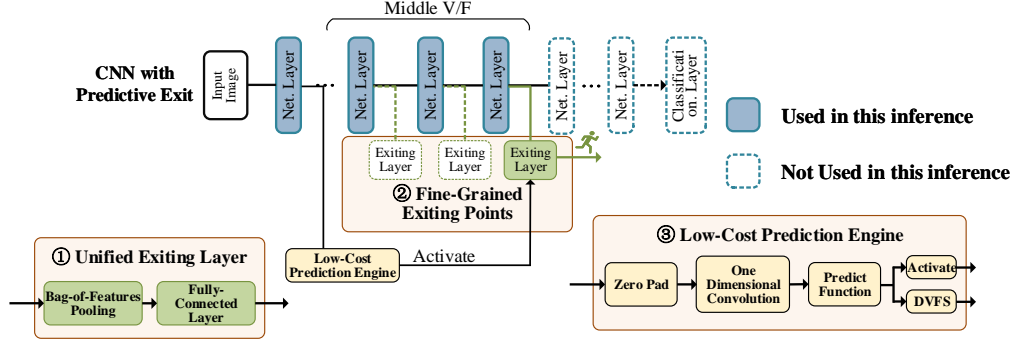 Middle V/F
CNN with
Predictive Exit
Input
Image
Net. Layer
...
Net. Layer
Net. Layer
Net. Layer
Net. Layer
...
Net. Layer
Classificati
on. Layer
Used in this inference
Not Used in this inference
Exiting
Layer
Exiting
Layer
Exiting
Layer
② Fine-Grained
Exiting Points
① Unified Exiting Layer
Bag-of-Features
Pooling
Fully-
Connected
Layer
Low-Cost
Prediction Engine
Activate
③ Low-Cost Prediction Engine
Zero Pad
One
Dimensional
Convolution
Predict
Function
Activate
DVFS